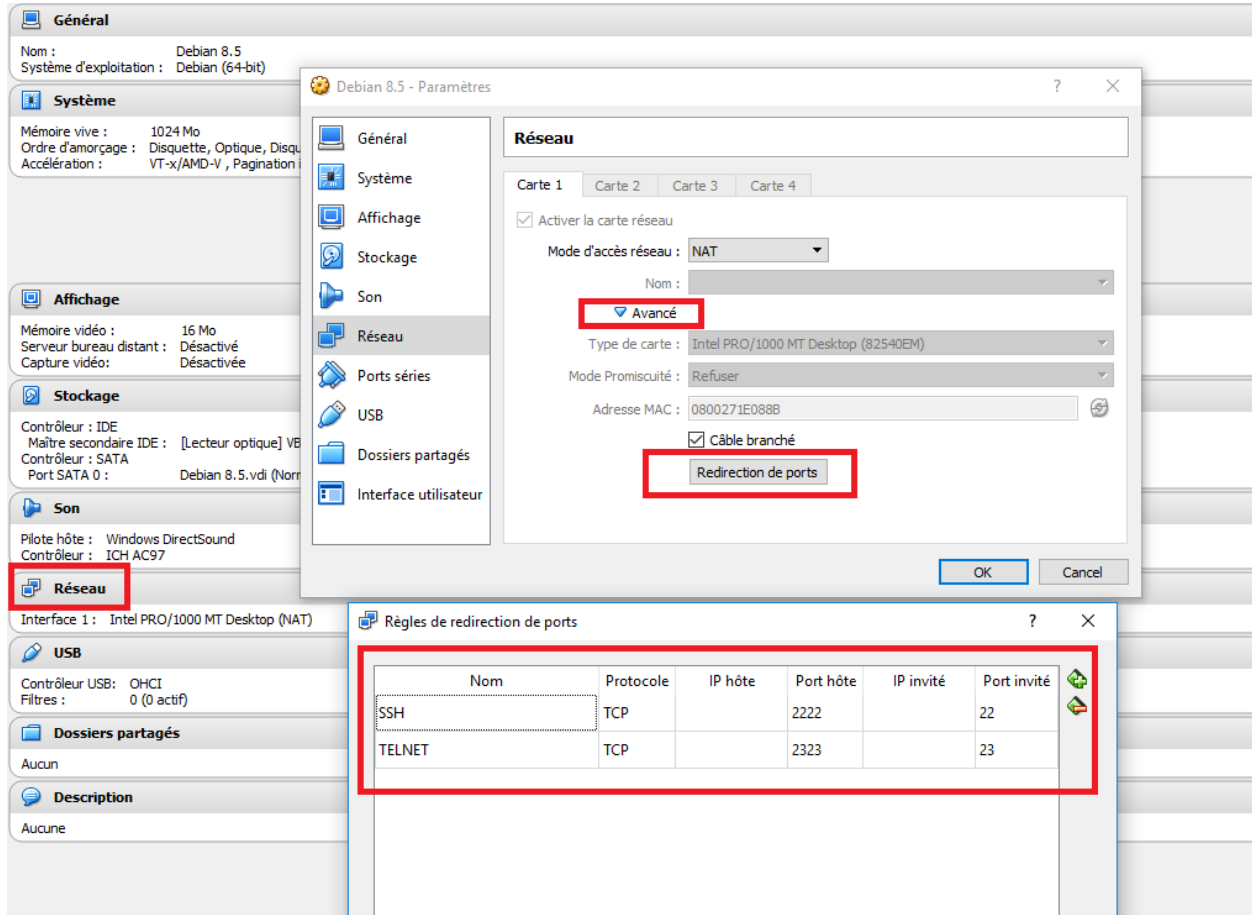 Général
Nom : Debian 8.5
Système d'exploitation : Debian (64-bit)
Système
Mémoire vive : 1024 Mo
Ordre d'amorçage : Disquette, Optique, Disqu
Accélération : VT-x/AMD-V , Pagination i
Affichage
Mémoire vidéo : 16 Mo
Serveur bureau distant : Désactivé
Capture vidéo: Désactivée
Stockage
Contrôleur : IDE
Maître secondaire IDE : [Lecteur optique] VB
Contrôleur : SATA
Port SATA 0 : Debian 8.5.vdi (Norr
Son
Pilote hôte : Windows DirectSound
Contrôleur : ICH AC97
Réseau
Interface 1 : Intel PRO/1000 MT Desktop (NAT)
USB
Contrôleur USB: OHCI
Filtres : 0 (0 actif)
Dossiers partagés
Aucun
Description
Aucune
Debian 8.5 - Paramètres
?
Général
Système
Affichage
Stockage
Son
Réseau
Ports séries
USB
Dossiers partagés
Interface utilisateur
Réseau
Carte 1 Carte 2 Carte 3 Carte 4
Activer la carte réseau
Mode d'accès réseau : NAT
Nom :
Avancé
Type de carte : Intel PRO/1000 MT Desktop (82540EM)
Mode Promiscuité : Refuser
Adresse MAC : 0800271E088B
Câble branché
Redirection de ports
OK Cancel
Règles de redirection de ports ?
Nom Protocole IP hôte Port hôte IP invité Port invité
SSH TCP 2222 22
TELNET TCP 2323 23